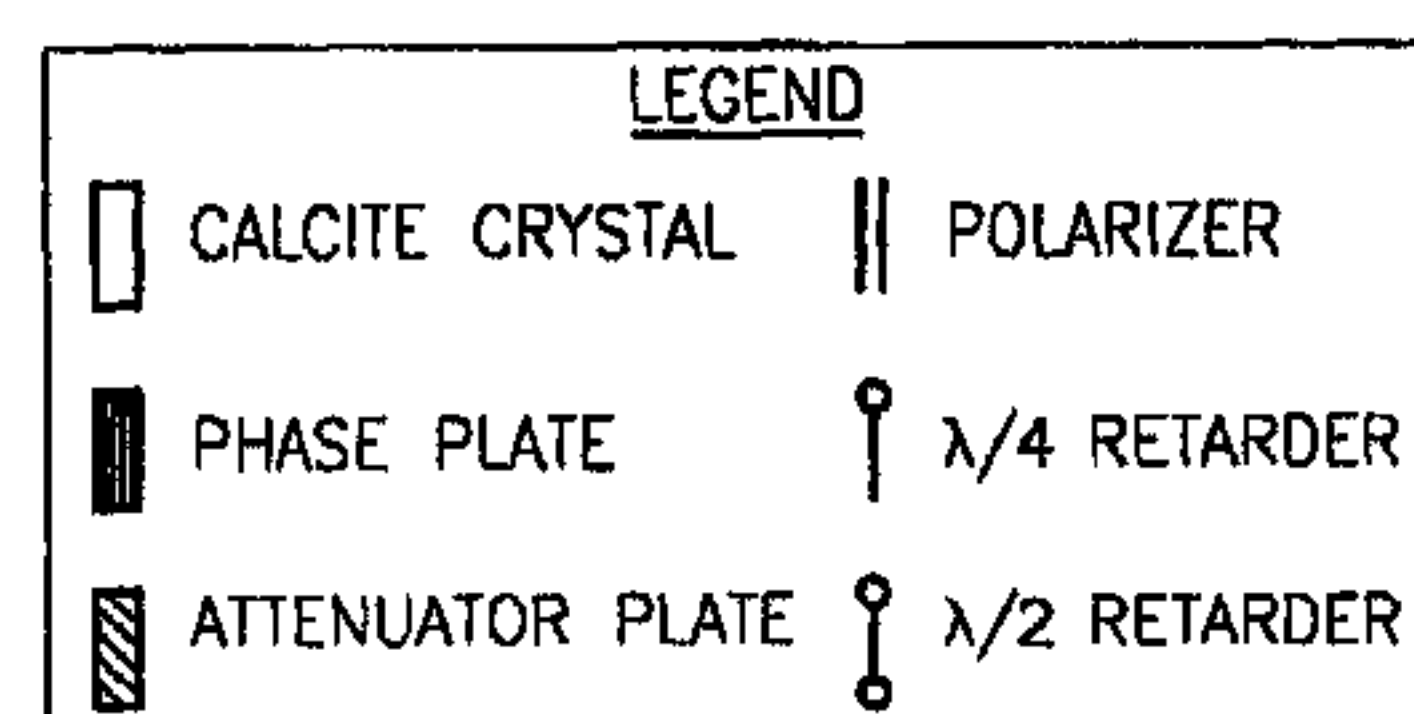 LEGEND
CALCITE CRYSTAL
POLARIZER
PHASE PLATE
λ/4 RETARDER
ATTENUATOR PLATE
λ/2 RETARDER